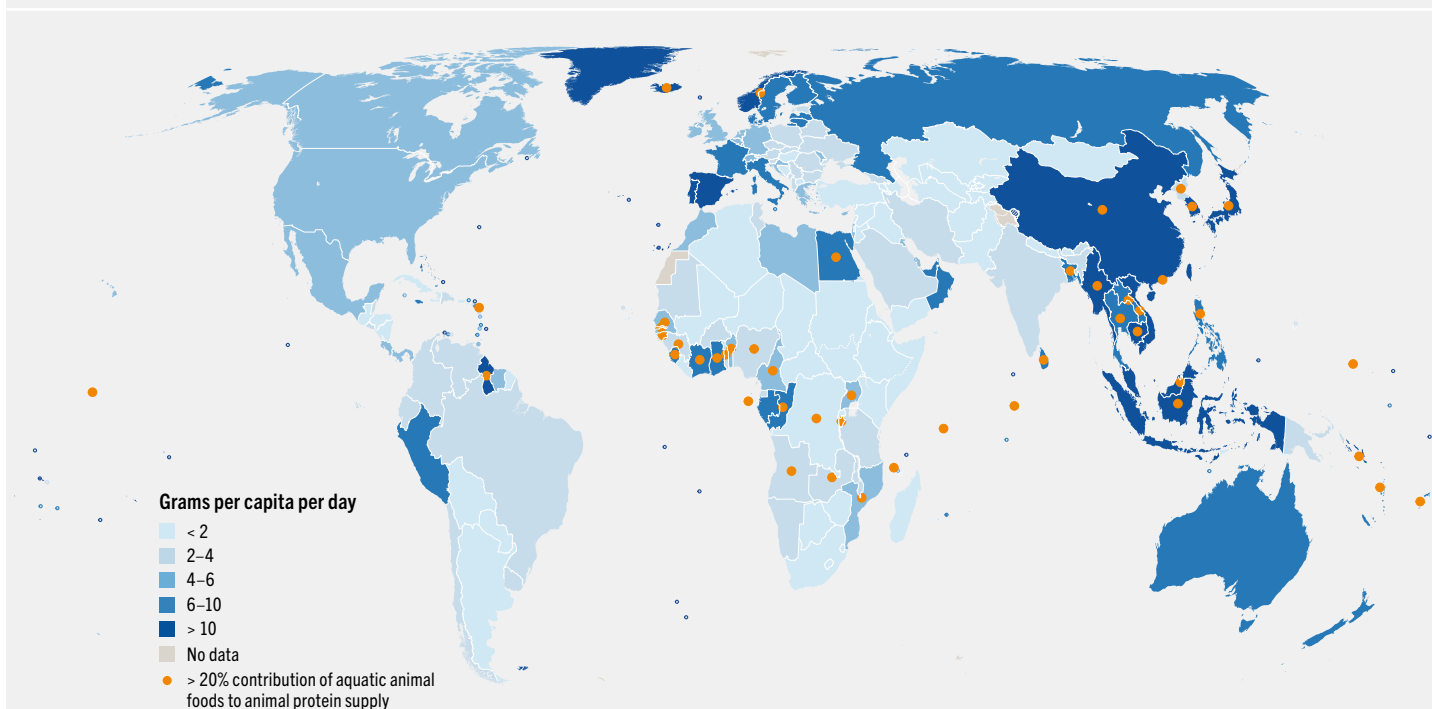 Grams per capita per day
< 2
2–4
4–6
6–10
> 10
No data
> 20% contribution of aquatic animal
foods to animal protein supply